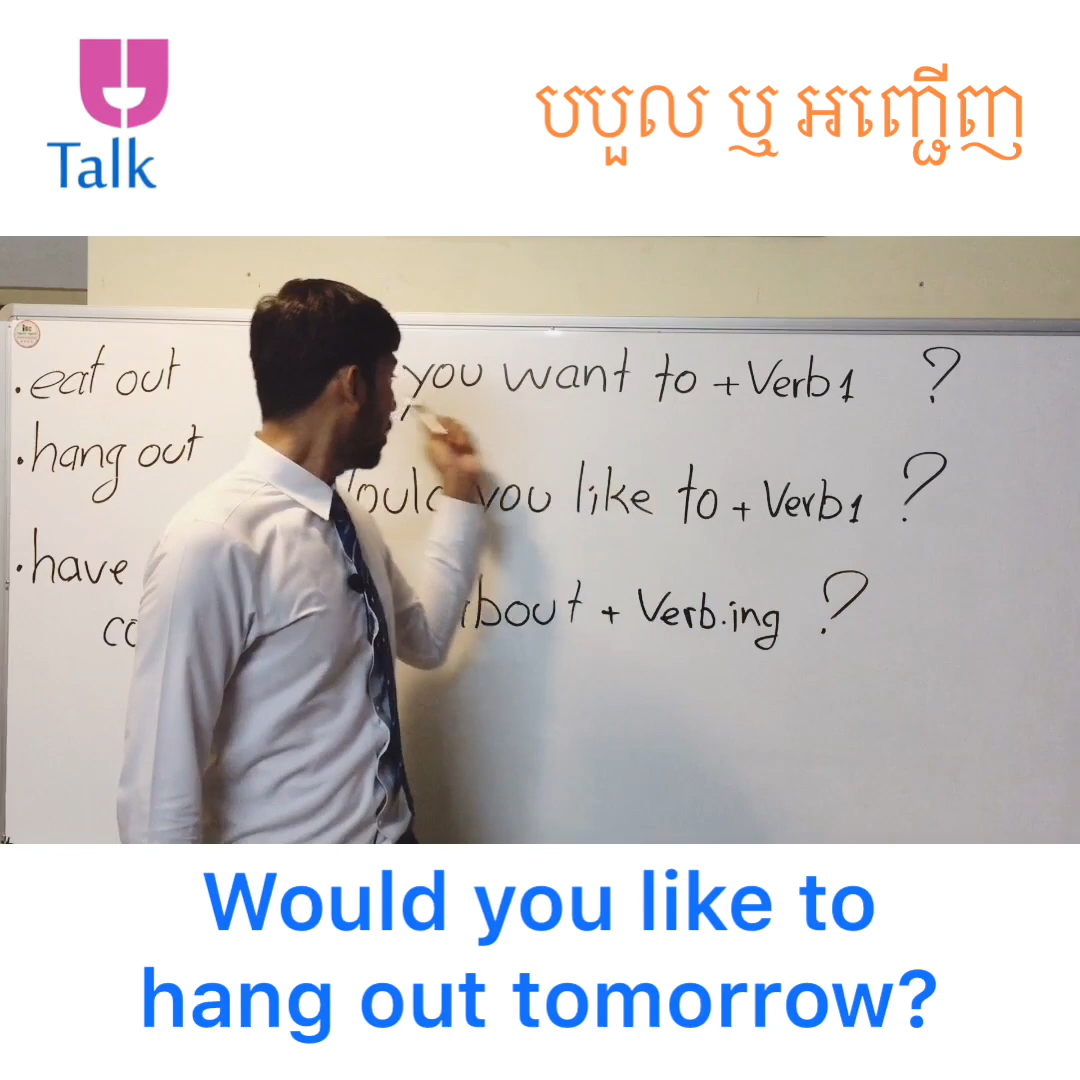 Talk
បបួល ឬ អញ្ជើញ
. eat out
. hang out
. have
you want to + Verb1 ?
you like to + Verb1 ?
+ Verb.ing ?
Would you like to
hang out tomorrow?